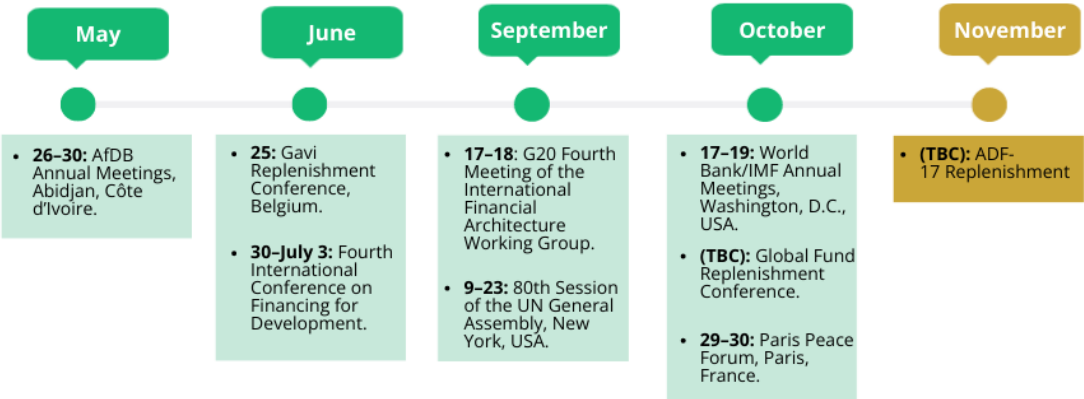 May
June
September
October
November
• 26–30: AfDB
Annual Meetings,
Abidjan, Côte
d’Ivoire.
• 25: Gavi
Replenishment
Conference,
Belgium.
• 30–July 3: Fourth
International
Conference on
Financing for
Development.
• 17–18: G20 Fourth
Meeting of the
International
Financial
Architecture
Working Group.
• 9–23: 80th Session
of the UN General
Assembly, New
York, USA.
• 17–19: World
Bank/IMF Annual
Meetings,
Washington, D.C.,
USA.
• (TBC): Global Fund
Replenishment
Conference.
• 29–30: Paris Peace
Forum, Paris,
France.
• (TBC): ADF-
17 Replenishment